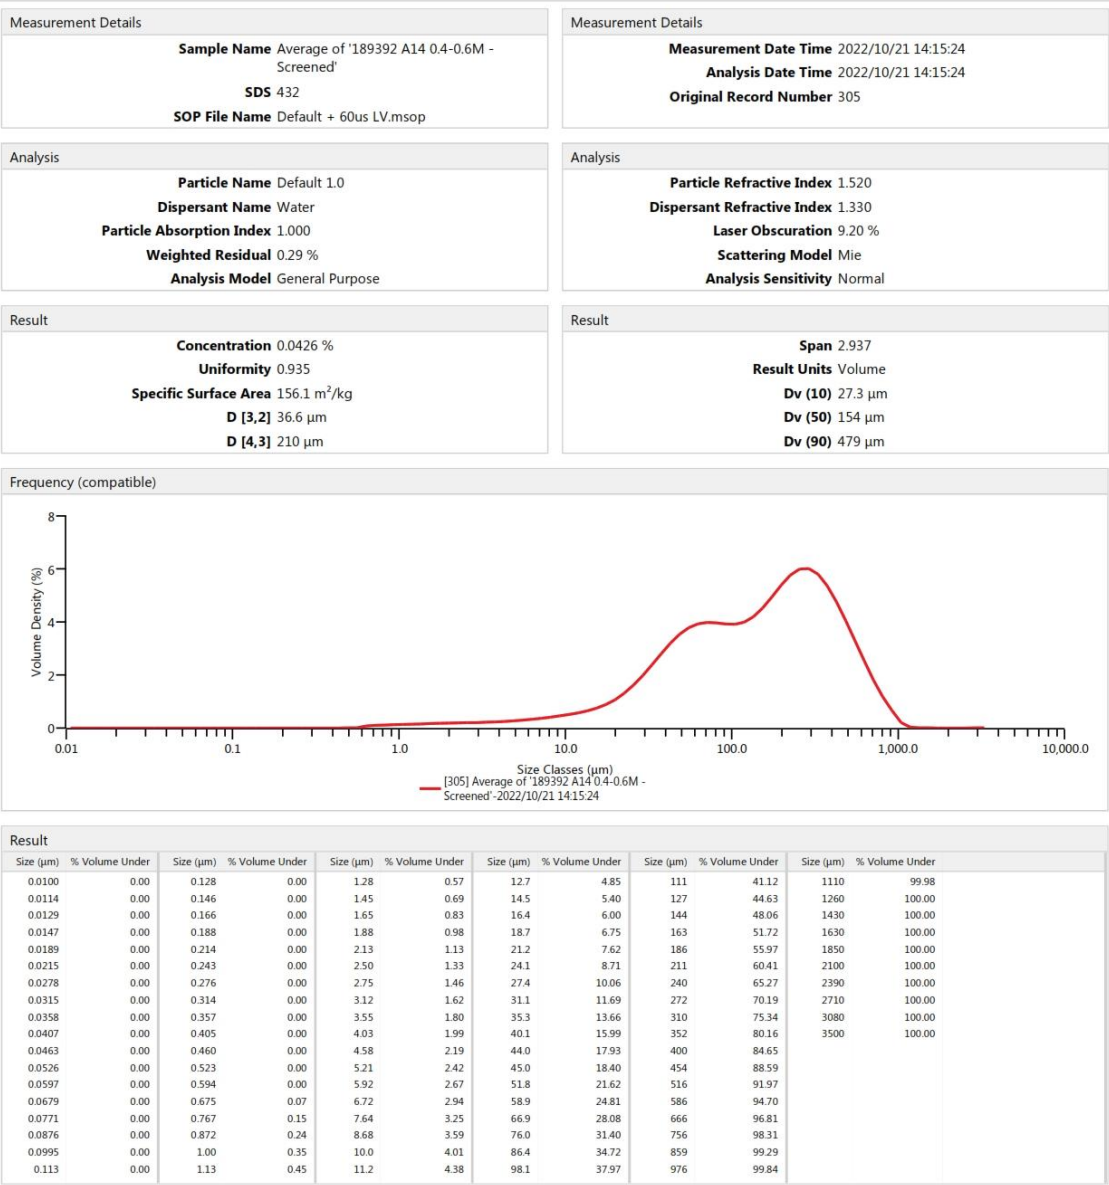 Measurement Details
Sample Name Average of '189392 A14 0.4-0.6M -
Screened'
SDS 432
SOP File Name Default + 60us LV.msop
Measurement Details
Measurement Date Time 2022/10/21 14:15:24
Analysis Date Time 2022/10/21 14:15:24
Original Record Number 305
Analysis
Particle Name Default 1.0
Dispersant Name Water
Particle Absorption Index 1.000
Weighted Residual 0.29 %
Analysis Model General Purpose
Analysis
Particle Refractive Index 1.520
Dispersant Refractive Index 1.330
Laser Obscuration 9.20 %
Scattering Model Mie
Analysis Sensitivity Normal
Result
Concentration 0.0426 %
Uniformity 0.935
Specific Surface Area 156.1 m²/kg
D [3,2] 36.6 µm
D [4,3] 210 µm
Result
Span 2.937
Result Units Volume
Dv (10) 27.3 µm
Dv (50) 154 µm
Dv (90) 479 µm
Frequency (compatible)
Volume Density (%)
8
6
4
2
0
0.01 0.1 1.0 10.0 100.0 1,000.0 10,000.0
Size Classes (µm)
[305] Average of '189392 A14 0.4-0.6M -
Screened'-2022/10/21 14:15:24
Result
Size (µm) % Volume Under Size (µm) % Volume Under Size (µm) % Volume Under Size (µm) % Volume Under Size (µm) % Volume Under Size (µm) % Volume Under
0.0100 0.00 0.128 0.00 1.28 0.57 12.7 4.85 111 41.12 1110 99.98
0.0114 0.00 0.146 0.00 1.45 0.69 14.5 5.40 127 44.63 1260 100.00
0.0129 0.00 0.166 0.00 1.65 0.83 16.4 6.00 144 48.06 1430 100.00
0.0147 0.00 0.188 0.00 1.88 0.98 18.7 6.75 163 51.72 1630 100.00
0.0189 0.00 0.214 0.00 2.13 1.13 21.2 7.62 186 55.97 1850 100.00
0.0215 0.00 0.243 0.00 2.50 1.33 24.1 8.71 211 60.41 2100 100.00
0.0278 0.00 0.276 0.00 2.75 1.46 27.4 10.06 240 65.27 2390 100.00
0.0315 0.00 0.314 0.00 3.12 1.62 31.1 11.69 272 70.19 2710 100.00
0.0358 0.00 0.357 0.00 3.55 1.80 35.3 13.66 310 75.34 3080 100.00
0.0407 0.00 0.405 0.00 4.03 1.99 40.1 15.99 352 80.16 3500 100.00
0.0463 0.00 0.460 0.00 4.58 2.19 44.0 17.93 400 84.65
0.0526 0.00 0.523 0.00 5.21 2.42 45.0 18.40 454 88.59
0.0597 0.00 0.594 0.00 5.92 2.67 51.8 21.62 516 91.97
0.0679 0.00 0.675 0.07 6.72 2.94 58.9 24.81 586 94.70
0.0771 0.00 0.767 0.15 7.64 3.25 66.9 28.08 666 96.81
0.0876 0.00 0.872 0.24 8.68 3.59 76.0 31.40 756 98.31
0.0995 0.00 1.00 0.35 10.0 4.01 86.4 34.72 859 99.29
0.113 0.00 1.13 0.45 11.2 4.38 98.1 37.97 976 99.84